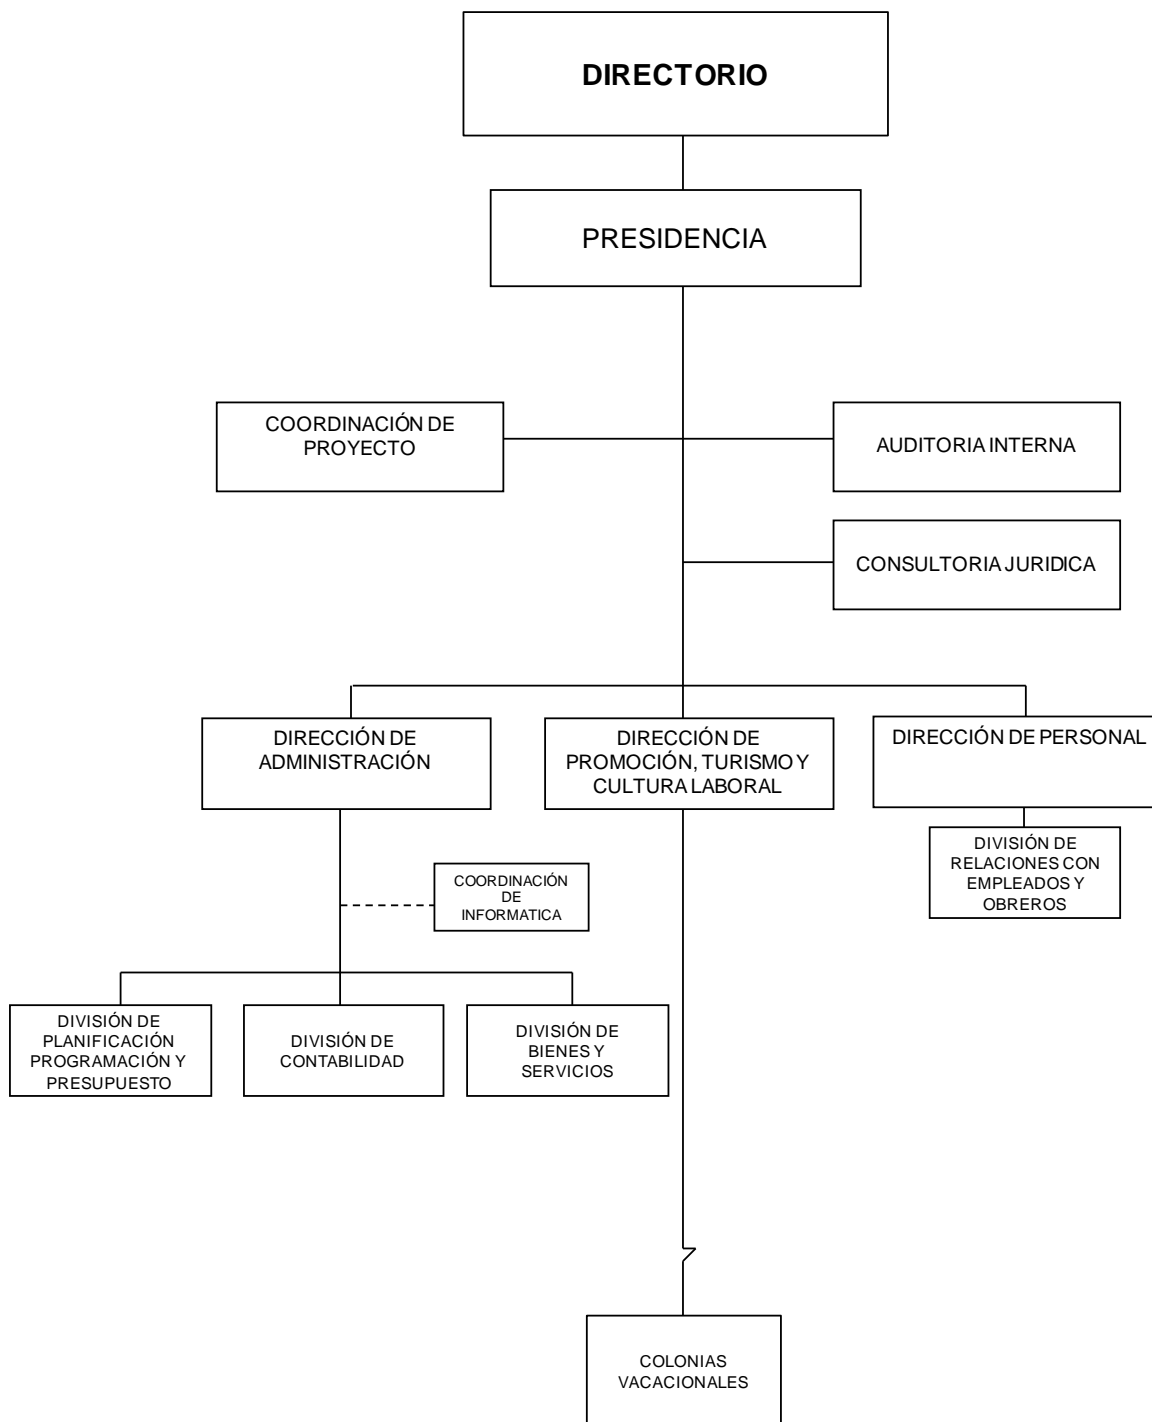 DIRECTORIO
PRESIDENCIA
COORDINACIÓN DE
PROYECTO
AUDITORIA INTERNA
CONSULTORIA JURIDICA
DIRECCIÓN DE
ADMINISTRACIÓN
DIRECCIÓN DE
PROMOCIÓN, TURISMO Y
CULTURA LABORAL
DIRECCIÓN DE PERSONAL
DIVISIÓN DE
RELACIONES CON
EMPLEADOS Y
OBREROS
COORDINACIÓN
DE
INFORMATICA
DIVISIÓN DE
PLANIFICACIÓN
PROGRAMACIÓN Y
PRESUPUESTO
DIVISIÓN DE
CONTABILIDAD
DIVISIÓN DE
BIENES Y
SERVICIOS
COLONIAS
VACACIONALES